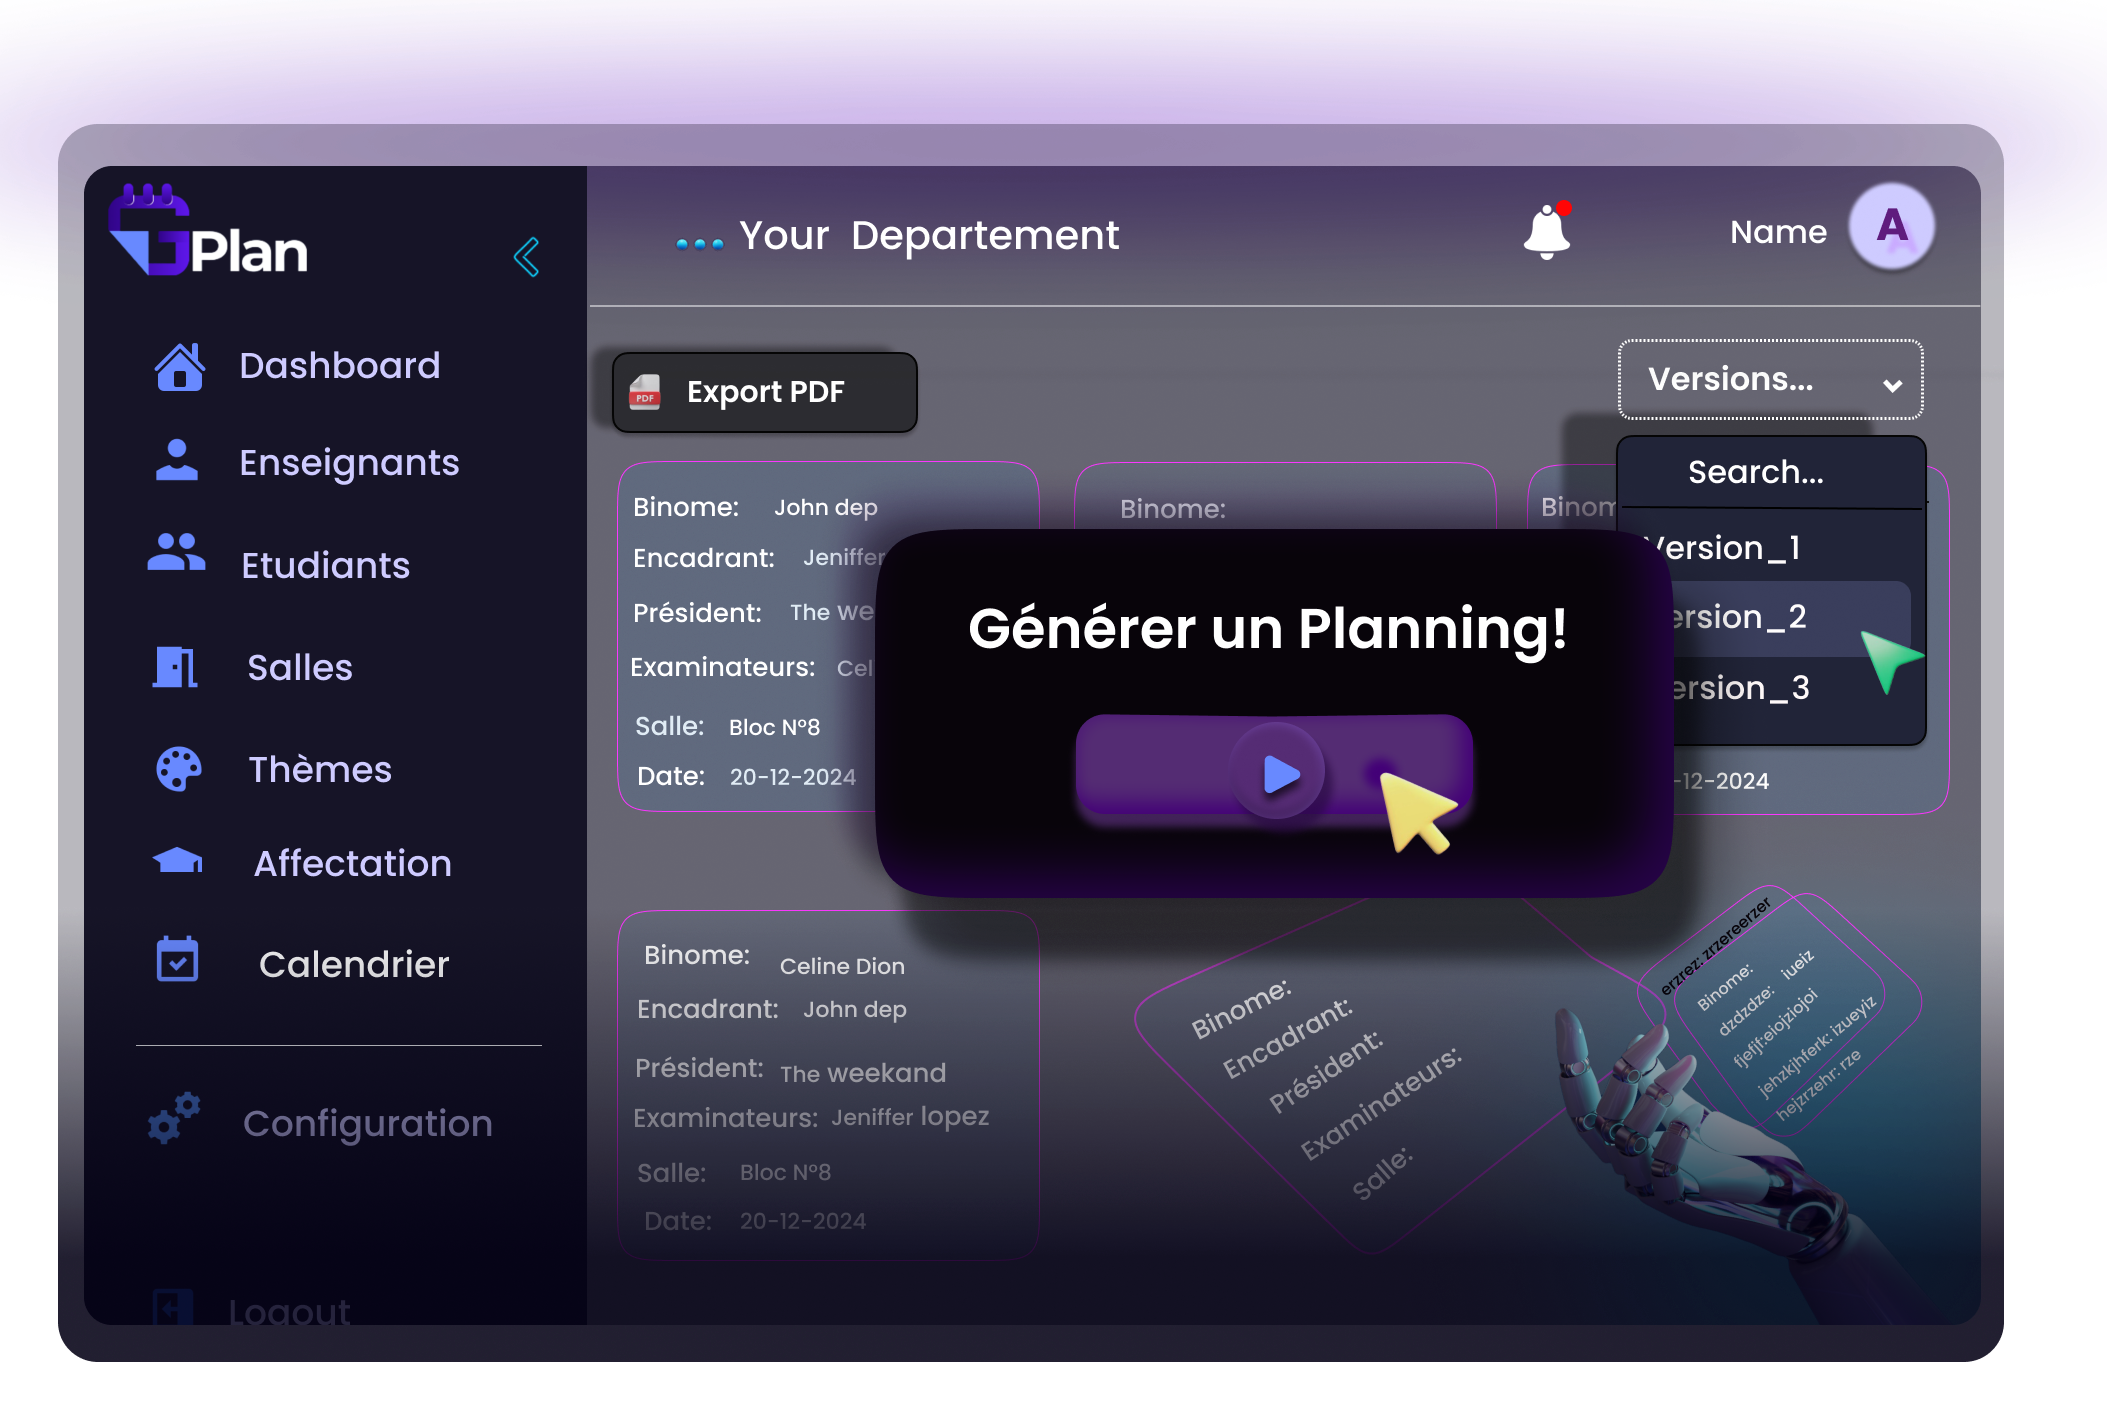 GPlan
Dashboard
Enseignants
Etudiants
Salles
Thèmes
Affectation
Calendrier
Configuration
Logout
... Your Departement
Name
A
PDF
Export PDF
Versions...
Search...
Version_1
ersion_2
ersion_3
Binome: John dep
Encadrant: Jeniffer
Président: The we
Examinateurs: Cel
Salle: Bloc N°8
Date: 20-12-2024
Binome:
Binom
-12-2024
Générer un Planning!
Binome: Celine Dion
Encadrant: John dep
Président: The weekand
Examinateurs: Jeniffer lopez
Salle: Bloc N°8
Date: 20-12-2024
Binome:
Encadrant:
Président:
Examinateurs:
Salle:
erzrez: zrzereerzer
Binome: iueiz
dzdzdze:
fjefjf:eiojziojoi
jehzkjhferk: izueyiz
hejzrzehr: rze